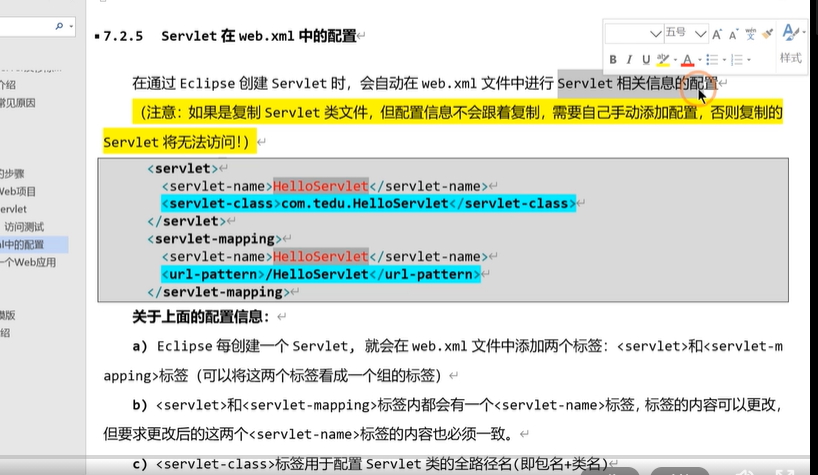 7.2.5 Servlet 在 web.xml 中的配置
五号
样式
B I U
在通过 Eclipse 创建 Servlet 时，会自动在 web.xml 文件中进行 Servlet 相关信息的配置
（注意：如果是复制 Servlet 类文件，但配置信息不会跟着复制，需要自己手动添加配置，否则复制的
Servlet 将无法访问!）
<servlet>
<servlet-name>HelloServlet</servlet-name>
<servlet-class>com.tedu.HelloServlet</servlet-class>
</servlet>
<servlet-mapping>
<servlet-name>HelloServlet</servlet-name>
<url-pattern>/HelloServlet</url-pattern>
</servlet-mapping>
关于上面的配置信息：
a) Eclipse 每创建一个 Servlet, 就会在 web.xml 文件中添加两个标签：<servlet>和<servlet-m
apping>标签（可以将这两个标签看成一个组的标签）
b) <servlet>和<servlet-mapping>标签内都会有一个<servlet-name>标签，标签的内容可以更改，
但要求更改后的这两个<servlet-name>标签的内容也必须一致。
c) <servlet-class>标签用于配置 Servlet 类的全路径名(即包名+类名)
介绍
常见原因
的步骤
Web项目
ervlet
访问测试
l中的配置
一个Web应用
模版
绍